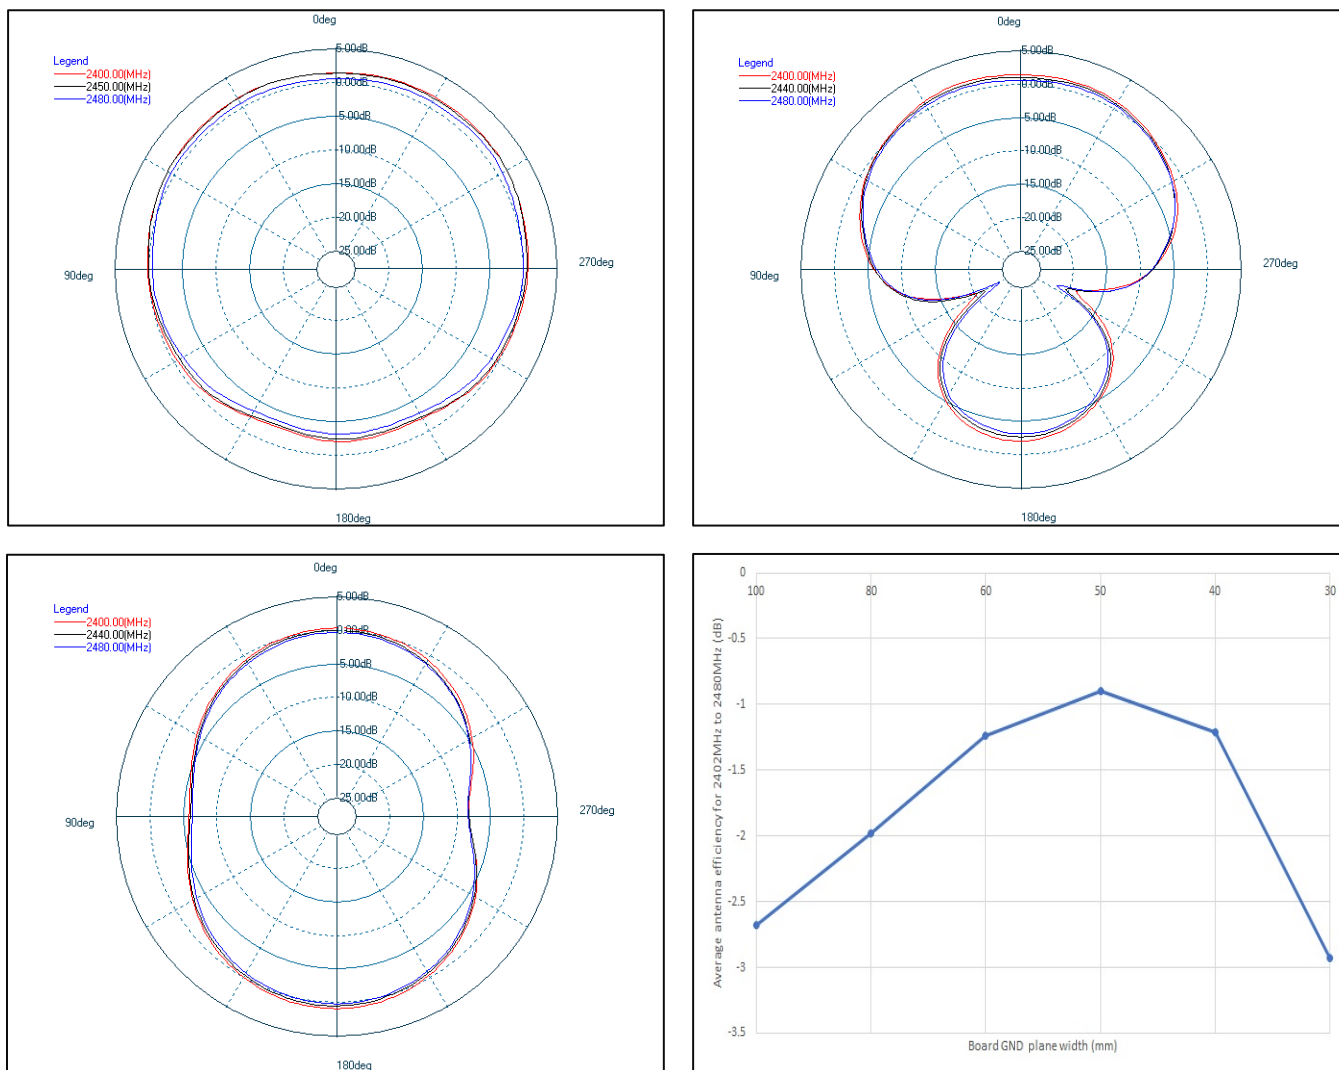 0deg
Legend
2400.00(MHz)
2450.00(MHz)
2480.00(MHz)
5.00dB
0.00dB
5.00dB
10.00dB
15.00dB
20.00dB
25.00dB
90deg
270deg
180deg
0deg
Legend
2400.00(MHz)
2440.00(MHz)
2480.00(MHz)
5.00dB
0.00dB
5.00dB
10.00dB
15.00dB
20.00dB
25.00dB
90deg
270deg
180deg
0deg
Legend
2400.00(MHz)
2440.00(MHz)
2480.00(MHz)
5.00dB
0.00dB
5.00dB
10.00dB
15.00dB
20.00dB
25.00dB
90deg
270deg
180deg
0
100 80 60 50 40 30
-0.5
-1
-1.5
-2
-2.5
-3
-3.5
Average antenna efficiency for 2402MHz to 2480MHz (dB)
Board GND plane width (mm)